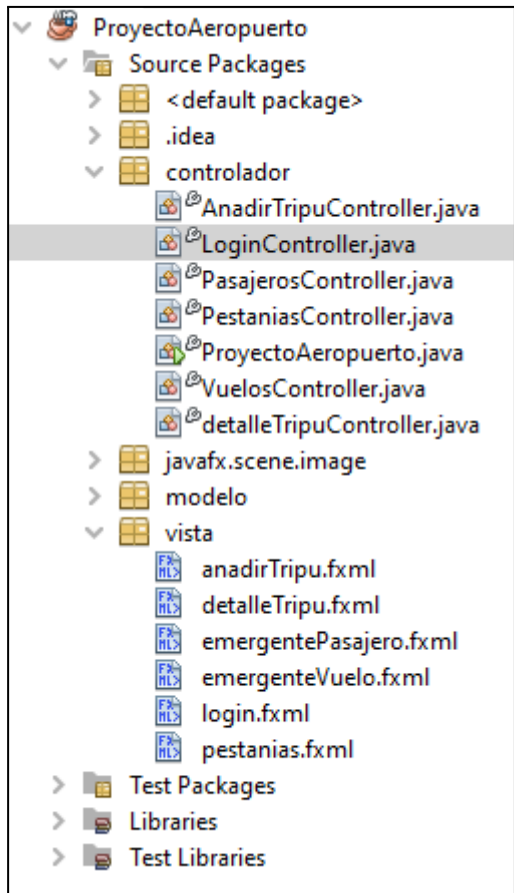 ProyectoAeropuerto
Source Packages
<default package>
.idea
controlador
AnadirTripuController.java
LoginController.java
PasajerosController.java
PestaniasController.java
ProyectoAeropuerto.java
VuelosController.java
detalleTripuController.java
javafx.scene.image
modelo
vista
anadirTripu.fxml
detalleTripu.fxml
emergentePasajero.fxml
emergenteVuelo.fxml
login.fxml
pestanias.fxml
Test Packages
Libraries
Test Libraries